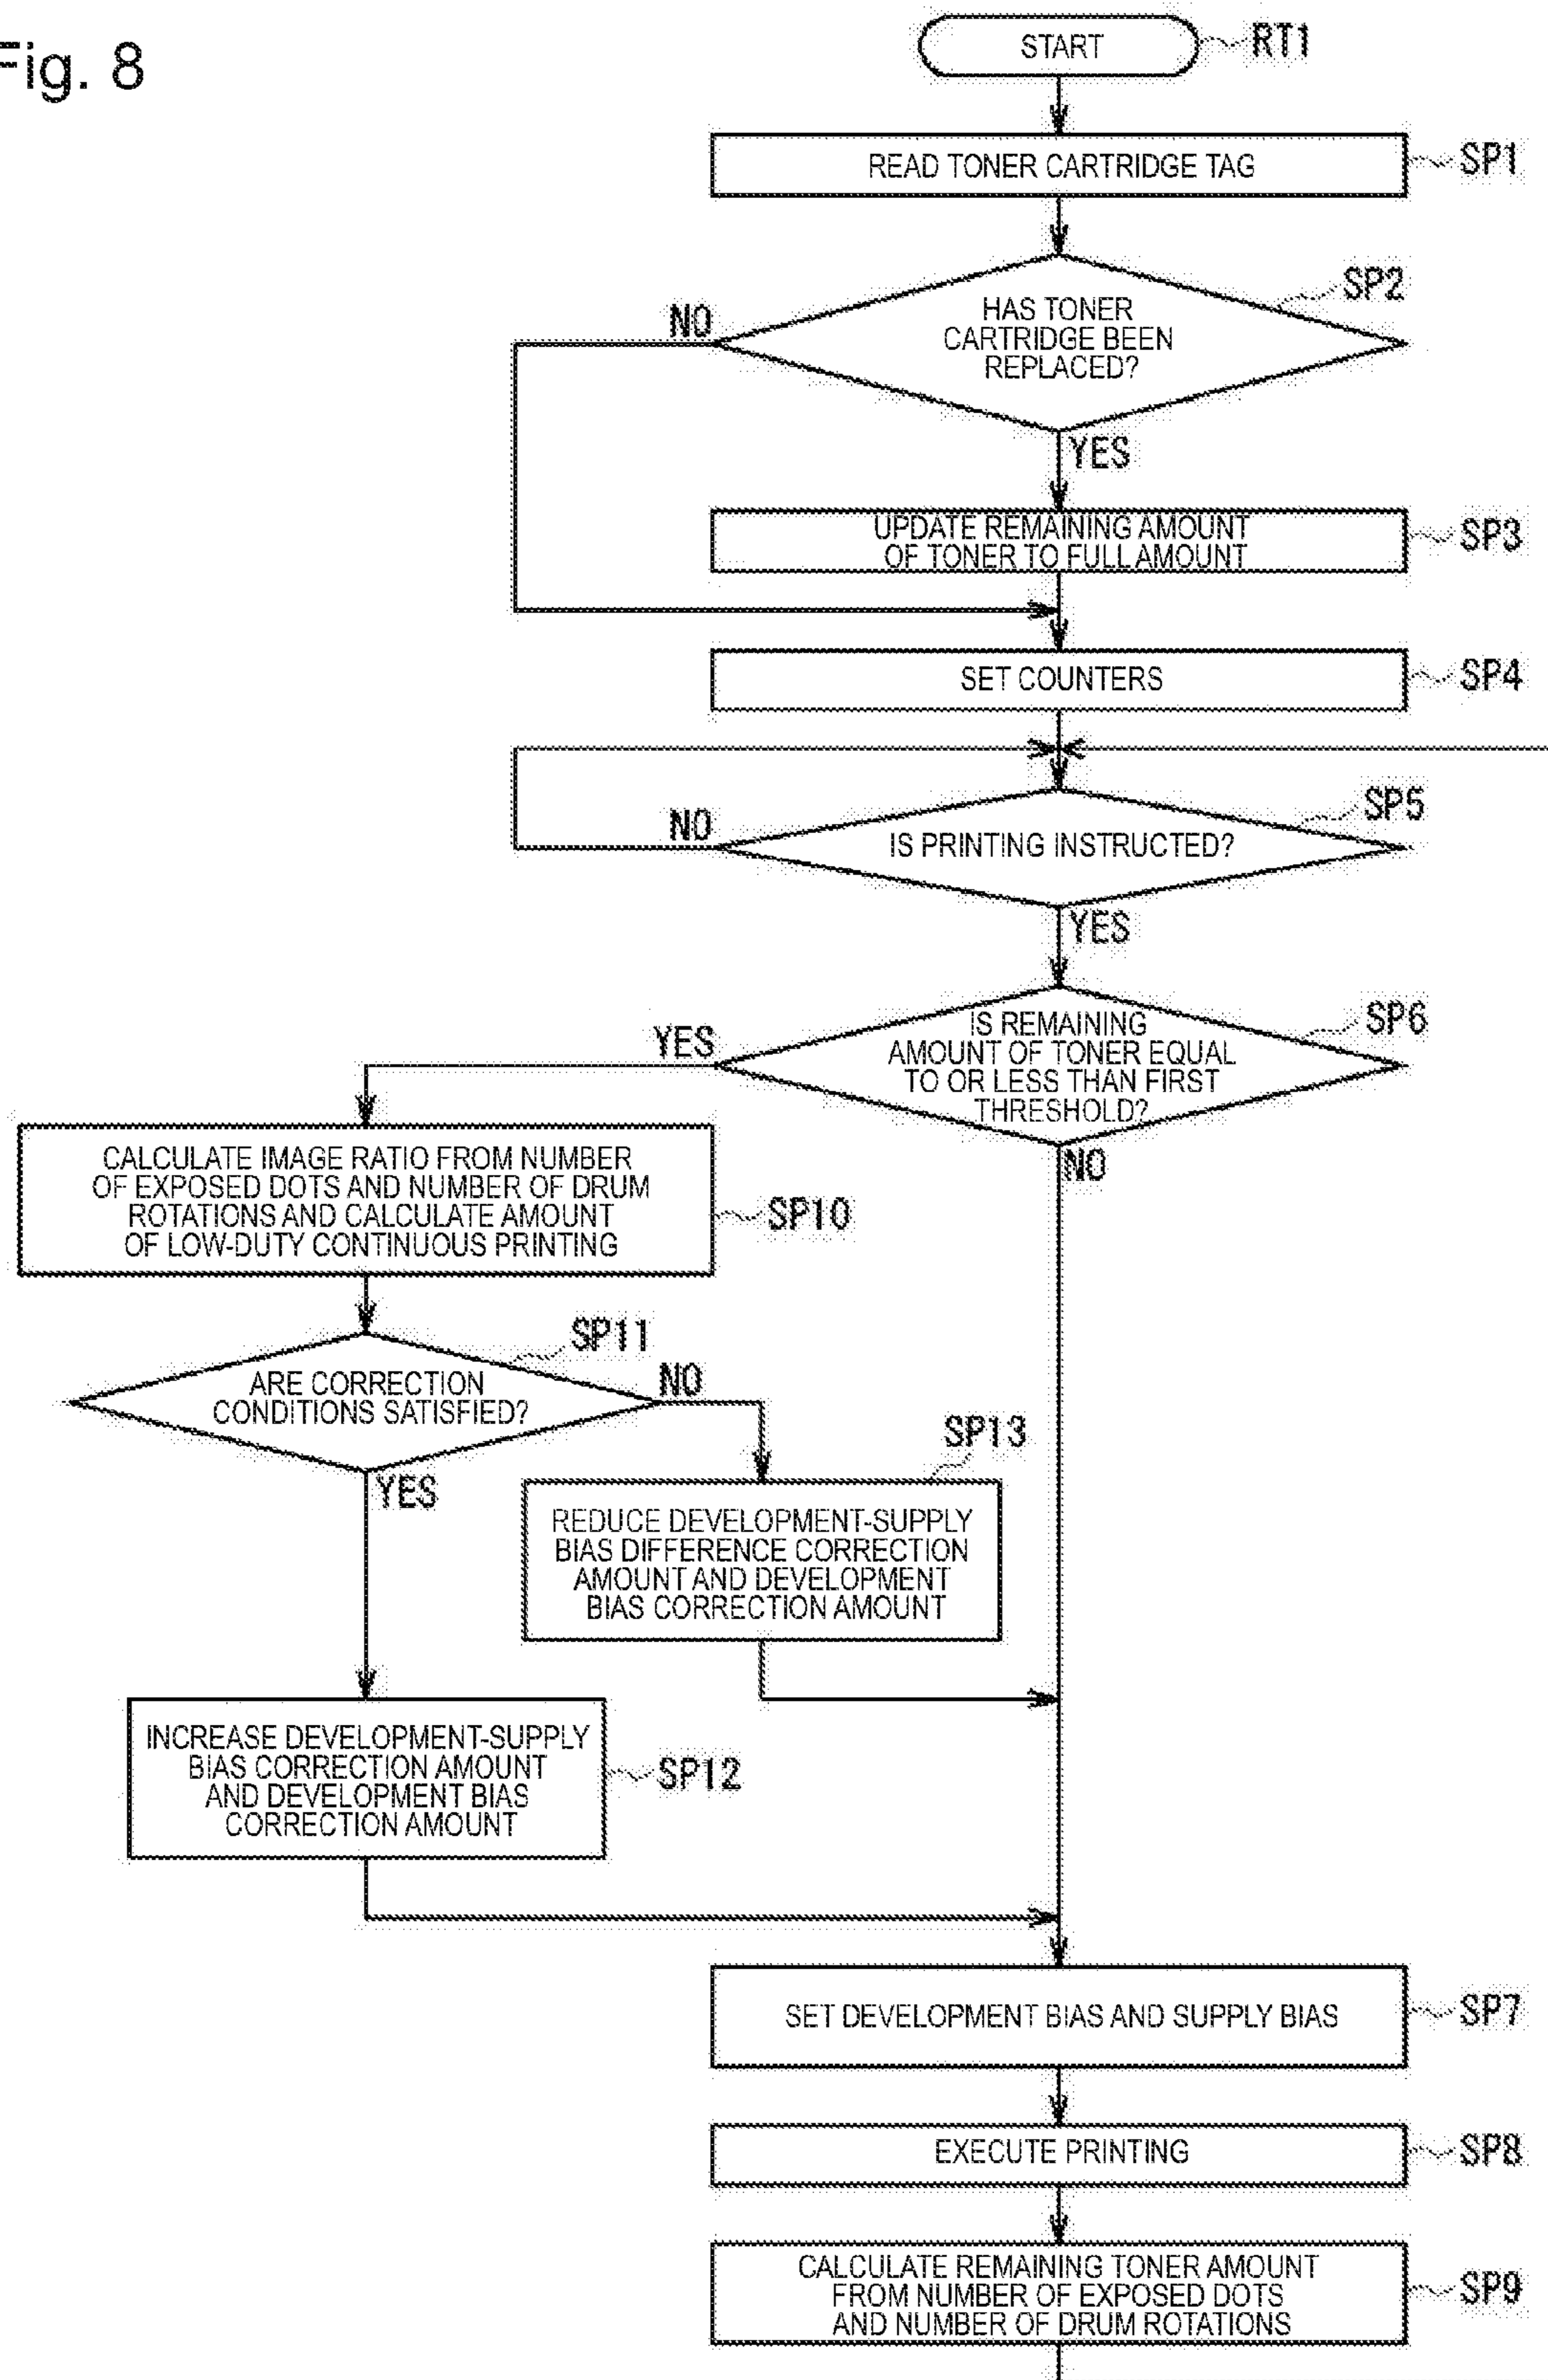 Fig. 8
START
RT1
READ TONER CARTRIDGE TAG
SP1
SP2
HAS TONER
CARTRIDGE BEEN
REPLACED?
NO
YES
UPDATE REMAINING AMOUNT
OF TONER TO FULL AMOUNT
SP3
SET COUNTERS
SP4
SP5
IS PRINTING INSTRUCTED?
NO
YES
SP6
IS REMAINING
AMOUNT OF TONER EQUAL
TO OR LESS THAN FIRST
THRESHOLD?
YES
NO
CALCULATE IMAGE RATIO FROM NUMBER
OF EXPOSED DOTS AND NUMBER OF DRUM
ROTATIONS AND CALCULATE AMOUNT
OF LOW-DUTY CONTINUOUS PRINTING
SP10
SP11
ARE CORRECTION
CONDITIONS SATISFIED?
NO
YES
SP13
REDUCE DEVELOPMENT-SUPPLY
BIAS DIFFERENCE CORRECTION
AMOUNT AND DEVELOPMENT
BIAS CORRECTION AMOUNT
INCREASE DEVELOPMENT-SUPPLY
BIAS CORRECTION AMOUNT
AND DEVELOPMENT BIAS
CORRECTION AMOUNT
SP12
SET DEVELOPMENT BIAS AND SUPPLY BIAS
SP7
EXECUTE PRINTING
SP8
CALCULATE REMAINING TONER AMOUNT
FROM NUMBER OF EXPOSED DOTS
AND NUMBER OF DRUM ROTATIONS
SP9